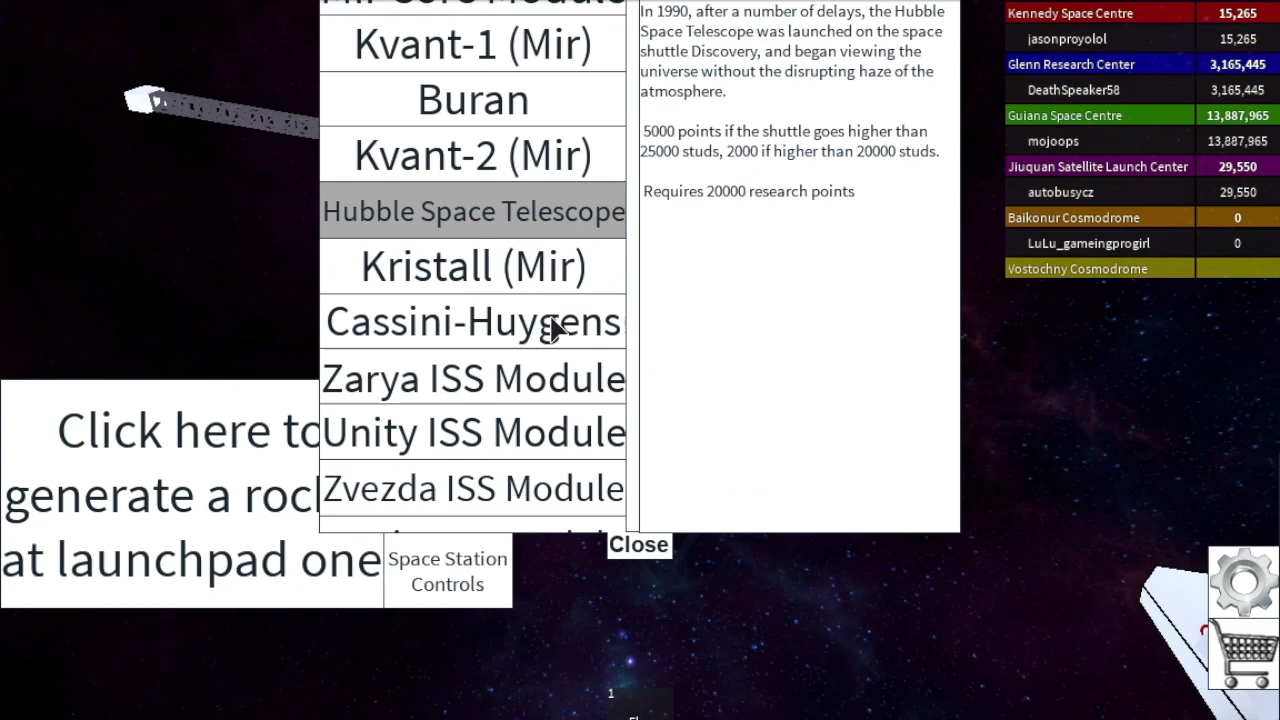 Kvant-1 (Mir)
Buran
Kvant-2 (Mir)
Hubble Space Telescope
Kristall (Mir)
Cassini-Huygens
Zarya ISS Module
Unity ISS Module
Zvezda ISS Module
In 1990, after a number of delays, the Hubble
Space Telescope was launched on the space
shuttle Discovery, and began viewing the
universe without the disrupting haze of the
atmosphere.
5000 points if the shuttle goes higher than
25000 studs, 2000 if higher than 20000 studs.
Requires 20000 research points
Close
Click here to
generate a roc
at launchpad one
Space Station
Controls
Kennedy Space Centre 15,265
jasonproyolol 15,265
Glenn Research Center 3,165,445
DeathSpeaker58 3,165,445
Guiana Space Centre 13,887,965
mojoops 13,887,965
Jiuquan Satellite Launch Center 29,550
autobusycz 29,550
Baikonur Cosmodrome 0
LuLu_gameingprogirl 0
Vostochny Cosmodrome
1